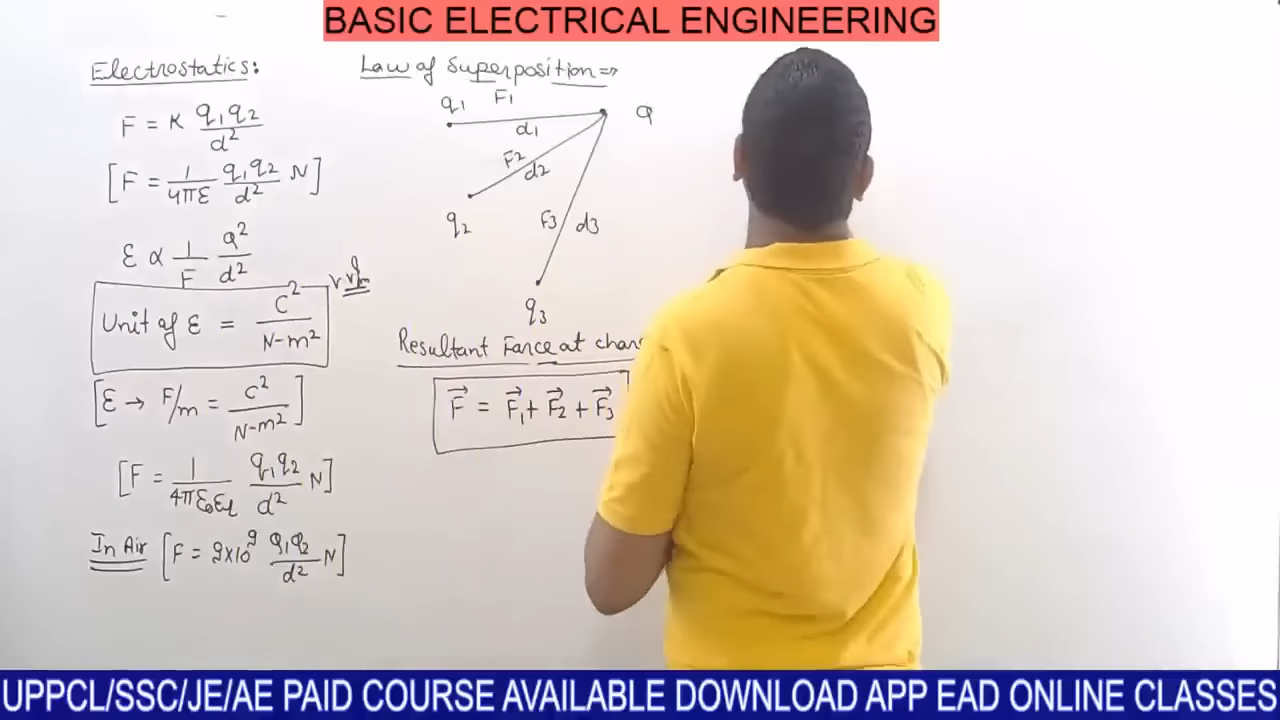 BASIC ELECTRICAL ENGINEERING
Electrostatics:
F = K q1q2/d²
[F = 1/4πε q1q2/d² N]
ε ∝ 1/F Q²/d²
Unit of ε = C²/N-m²
[ε → F/m = C²/N-m²]
[F = 1/4πε0εr q1q2/d² N]
In Air [F = 9×10⁹ q1q2/d² N]
Law of Superposition ⇒
q1 F1 d1 Q
F2 d2
q2 F3 d3
q3
Resultant Force at char
F⃗ = F⃗1 + F⃗2 + F⃗3
UPPCL/SSC/JE/AE PAID COURSE AVAILABLE DOWNLOAD APP EAD ONLINE CLASSES